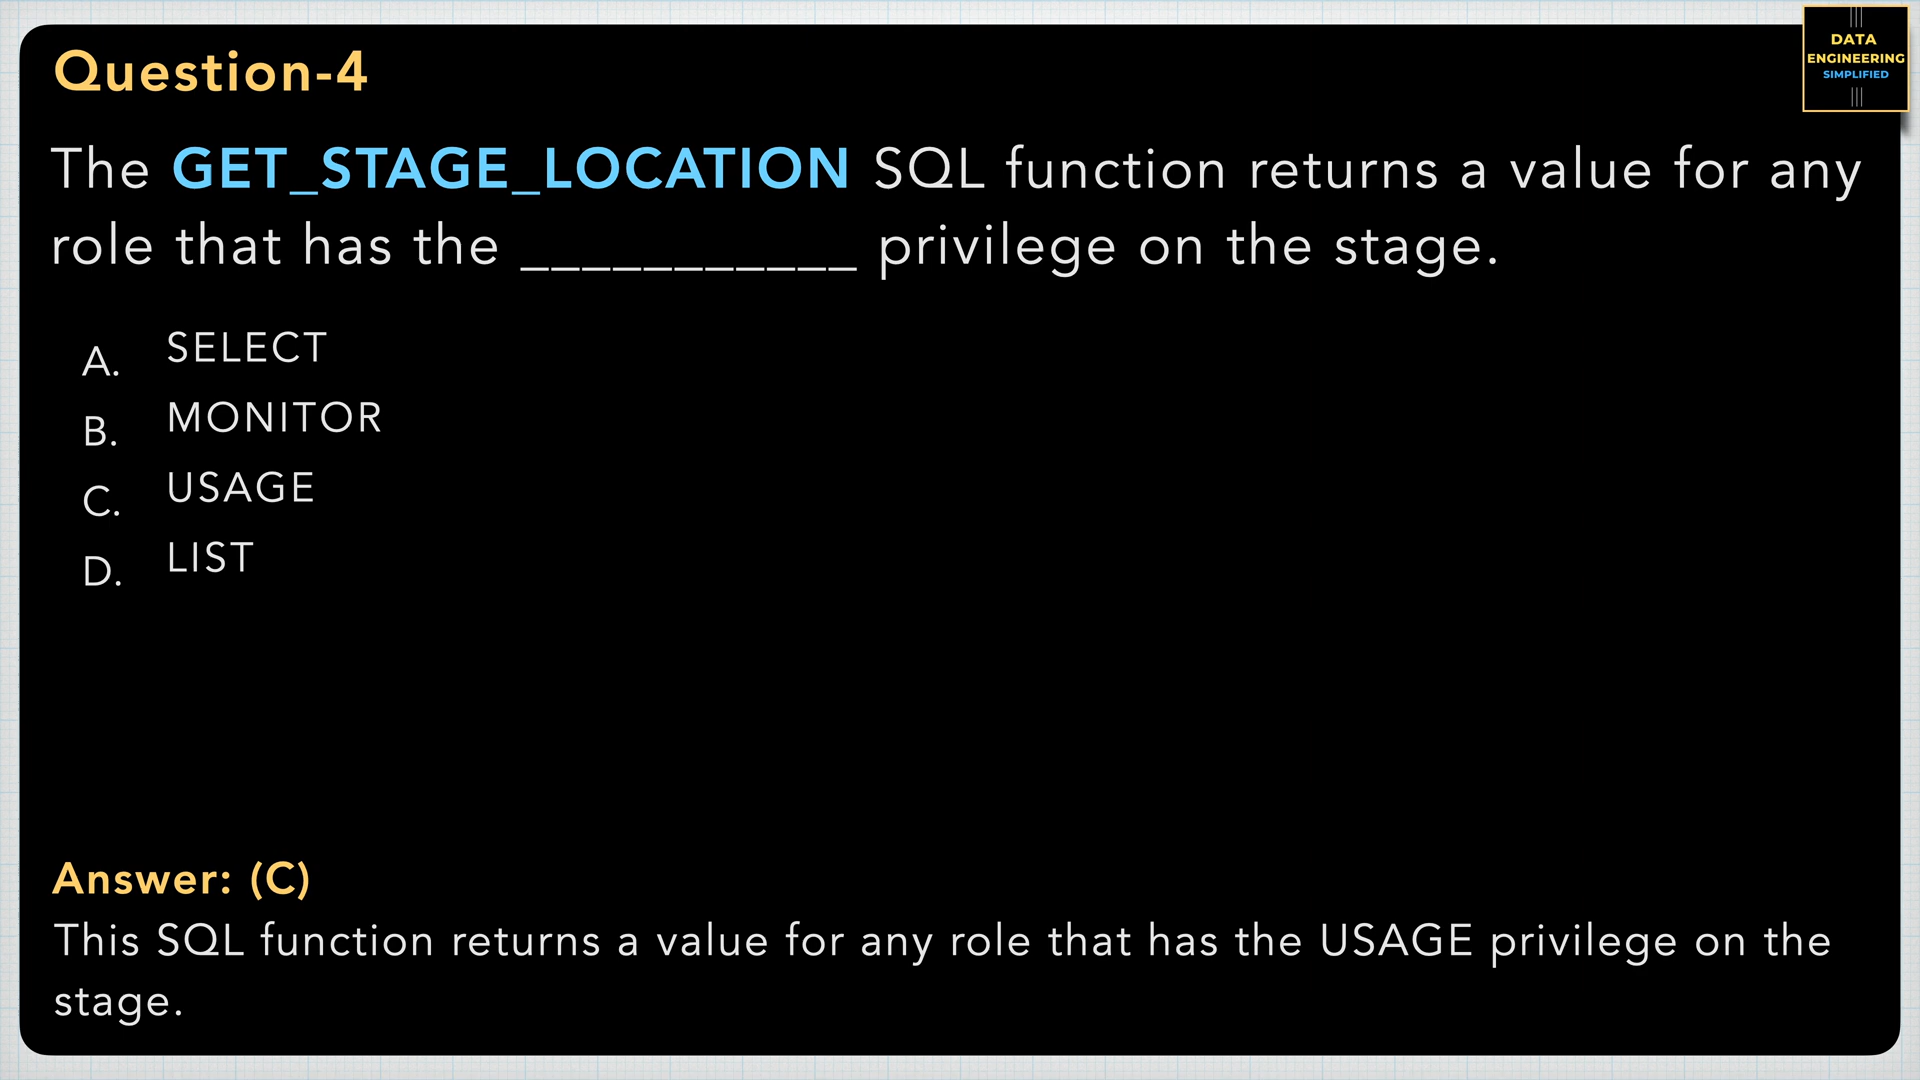 Question-4
DATA
ENGINEERING
SIMPLIFIED
The GET_STAGE_LOCATION SQL function returns a value for any
role that has the ___________ privilege on the stage.
A. SELECT
B. MONITOR
C. USAGE
D. LIST
Answer: (C)
This SQL function returns a value for any role that has the USAGE privilege on the
stage.